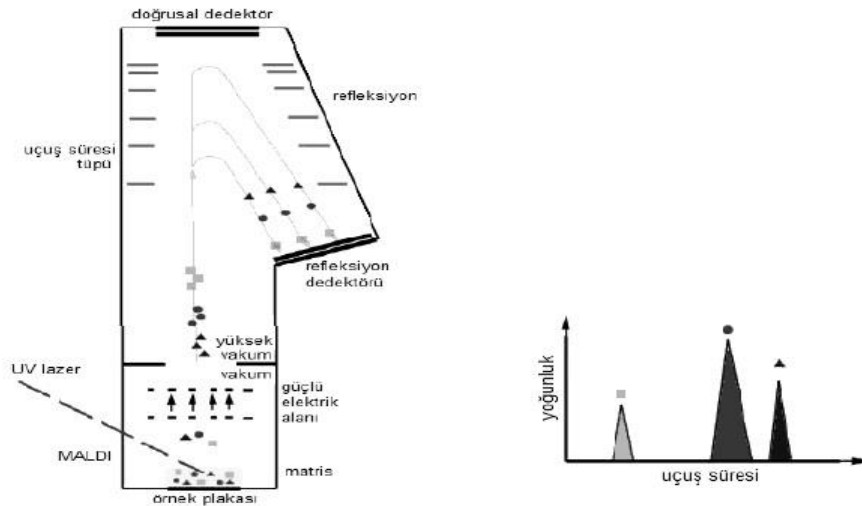 doğrusal dedektör
refleksiyon
uçuş süresi
tüpü
refleksiyon
dedektörü
yüksek
vakum
vakum
UV lazer
güçlü
elektrik
alanı
MALDI
matris
örnek plakası
yoğunluk
uçuş süresi